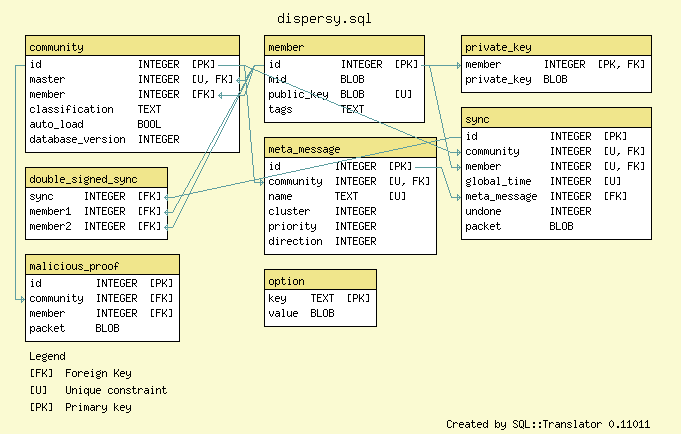 dispersy.sql
community
id INTEGER [PK]
master INTEGER [U, FK]
member INTEGER [FK]
classification TEXT
auto_load BOOL
database_version INTEGER
member
id INTEGER [PK]
mid BLOB
public_key BLOB [U]
tags TEXT
private_key
member INTEGER [PK, FK]
private_key BLOB
sync
id INTEGER [PK]
community INTEGER [U, FK]
member INTEGER [U, FK]
global_time INTEGER [U]
meta_message INTEGER [FK]
undone INTEGER
packet BLOB
meta_message
id INTEGER [PK]
community INTEGER [U, FK]
name TEXT [U]
cluster INTEGER
priority INTEGER
direction INTEGER
double_signed_sync
sync INTEGER [FK]
member1 INTEGER [FK]
member2 INTEGER [FK]
malicious_proof
id INTEGER [PK]
community INTEGER [FK]
member INTEGER [FK]
packet BLOB
option
key TEXT [PK]
value BLOB
Legend
[FK] Foreign Key
[U] Unique constraint
[PK] Primary key
Created by SQL::Translator 0.11011